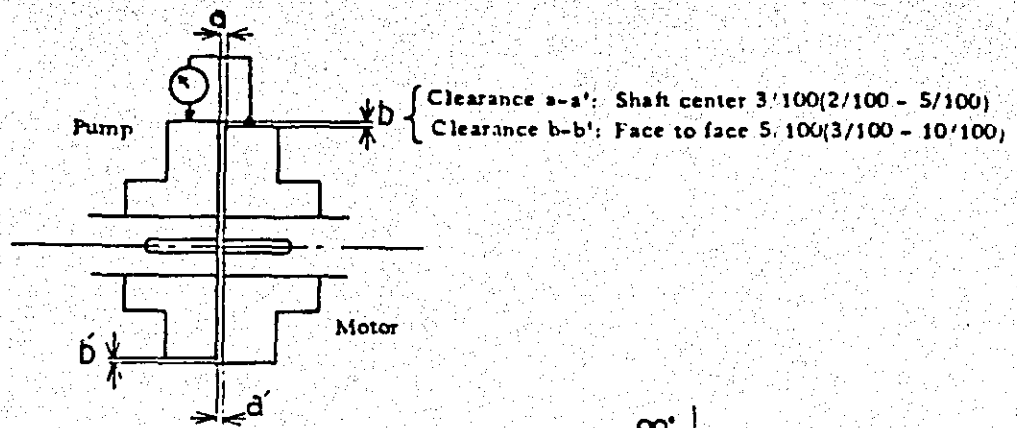 a
Clearance a-a': Shaft center 3/100(2/100 - 5/100)
b
Clearance b-b': Face to face 5/100(3/100 - 10/100)
Pump
Motor
b'
a'
90°